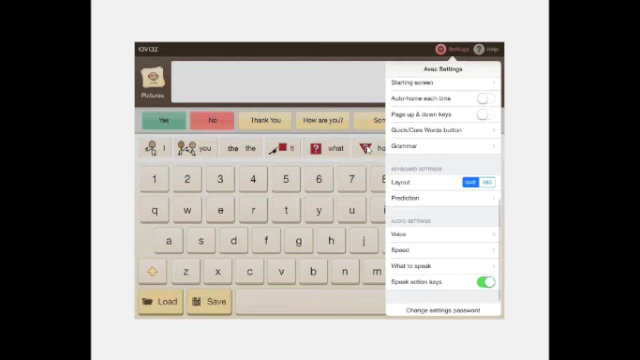 avaz
Settings
? Help
Pictures
Yes
No
Thank You
How are you?
I
you
the the
it
? what
1 2 3 4 5 6 7
q w e r t y u
a s d f g h j
z x c v b n m
Load
Save
Avaz Settings
Starting screen
Auto-home each time
Page up & down keys
Quick/Core Words button
Grammar
KEYBOARD SETTINGS
Layout
ABC
Prediction
AUDIO SETTINGS
Voice
Speed
What to speak
Speak action keys
Change settings password